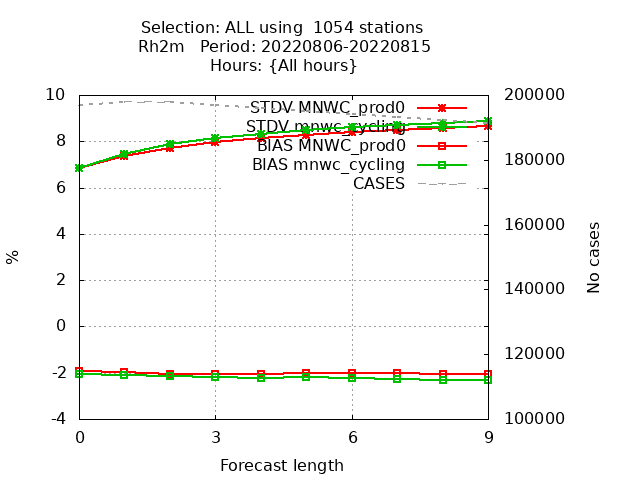 Selection: ALL using  1054 stations
Rh2m   Period: 20220806-20220815
Hours: {All hours}
STDV MNWC_prod0
STDV mnwc_cycling
BIAS MNWC_prod0
BIAS mnwc_cycling
CASES
10
8
6
4
2
0
-2
-4
%
200000
180000
160000
140000
120000
100000
No cases
0 3 6 9
Forecast length